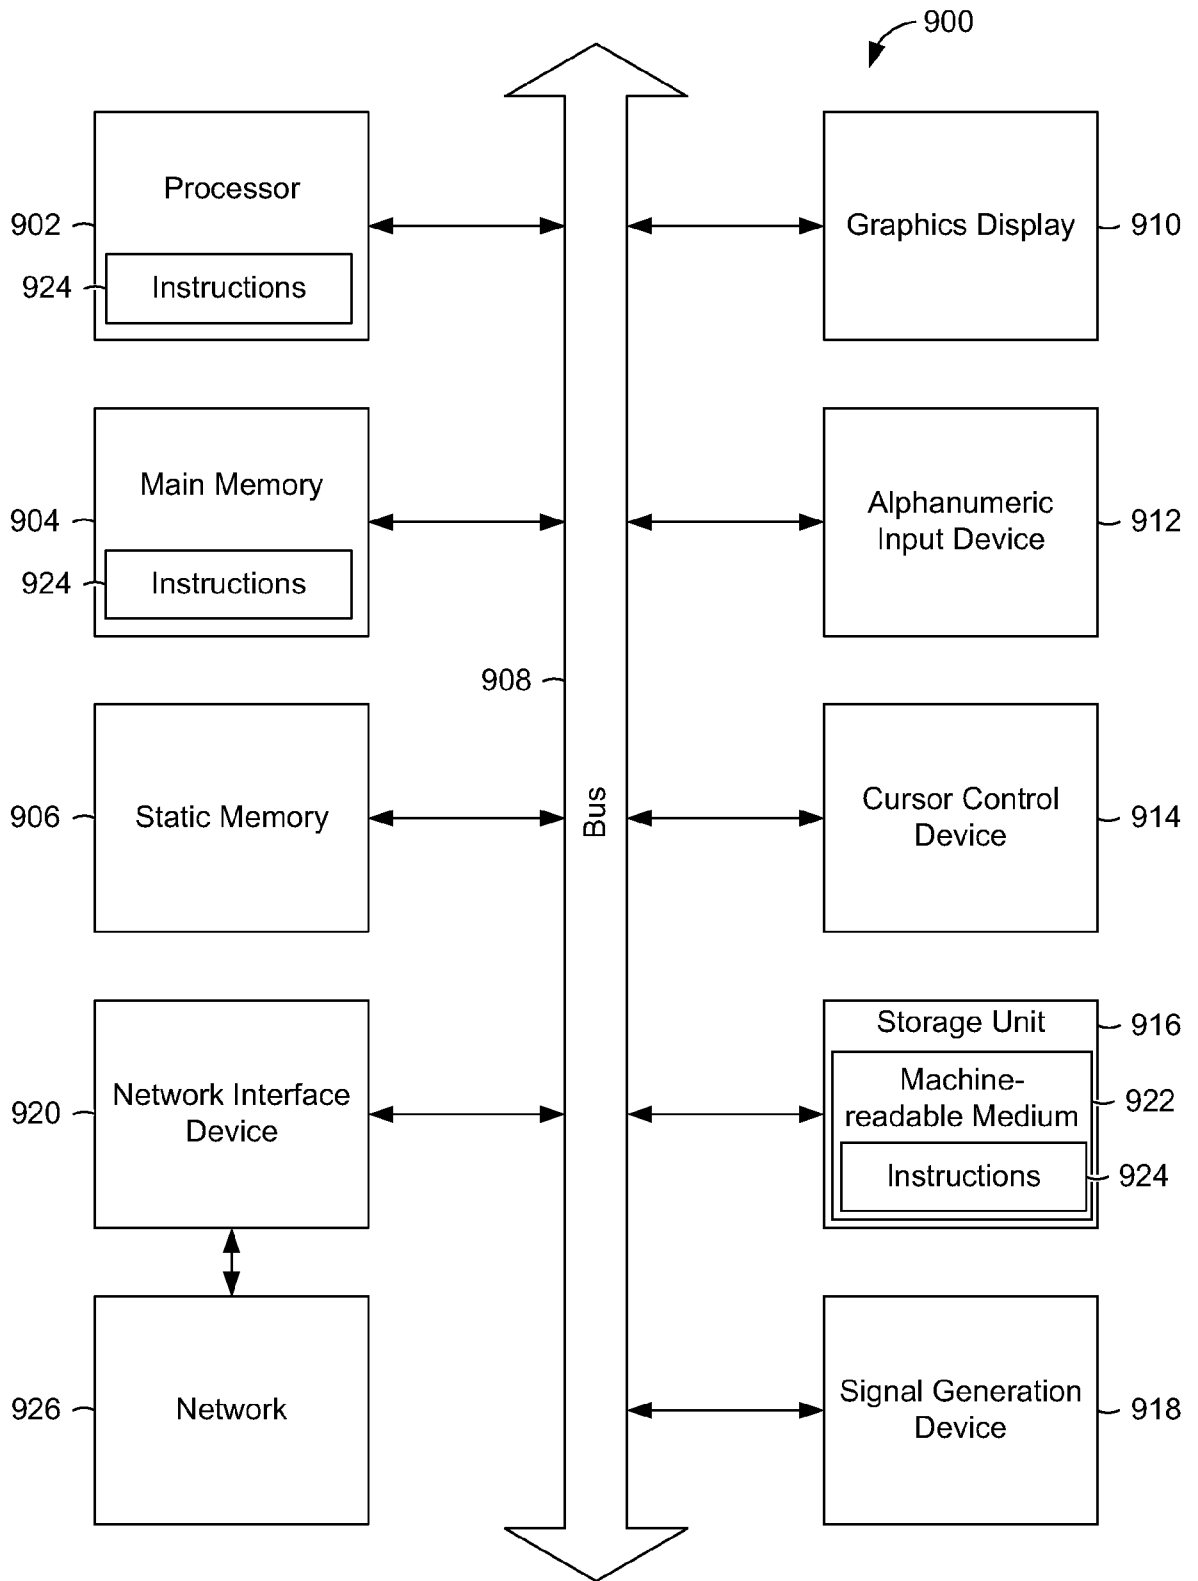 900
Processor
902
924
Instructions
Graphics Display
910
Main Memory
904
924
Instructions
Alphanumeric
Input Device
912
908
Bus
Static Memory
906
Cursor Control
Device
914
Network Interface
Device
920
Storage Unit
916
Machine-
readable Medium
922
Instructions
924
Network
926
Signal Generation
Device
918